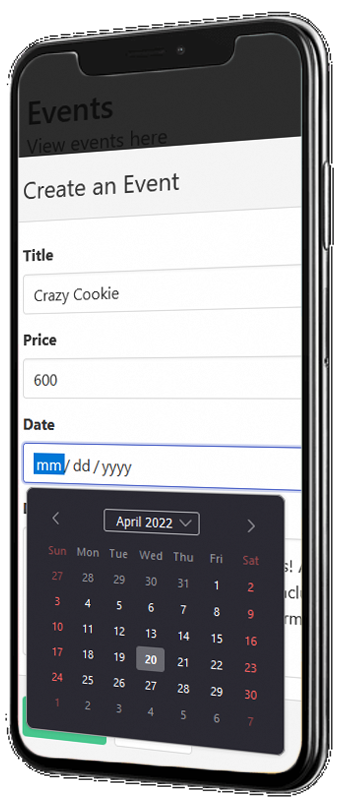 Events
View events here
Create an Event
Title
Crazy Cookie
Price
600
Date
mm/dd/yyyy
April 2022
Sun Mon Tue Wed Thu Fri Sat
27 28 29 30 31 1 2
3 4 5 6 7 8 9
10 11 12 13 14 15 16
17 18 19 20 21 22 23
24 25 26 27 28 29 30
1 2 3 4 5 6 7